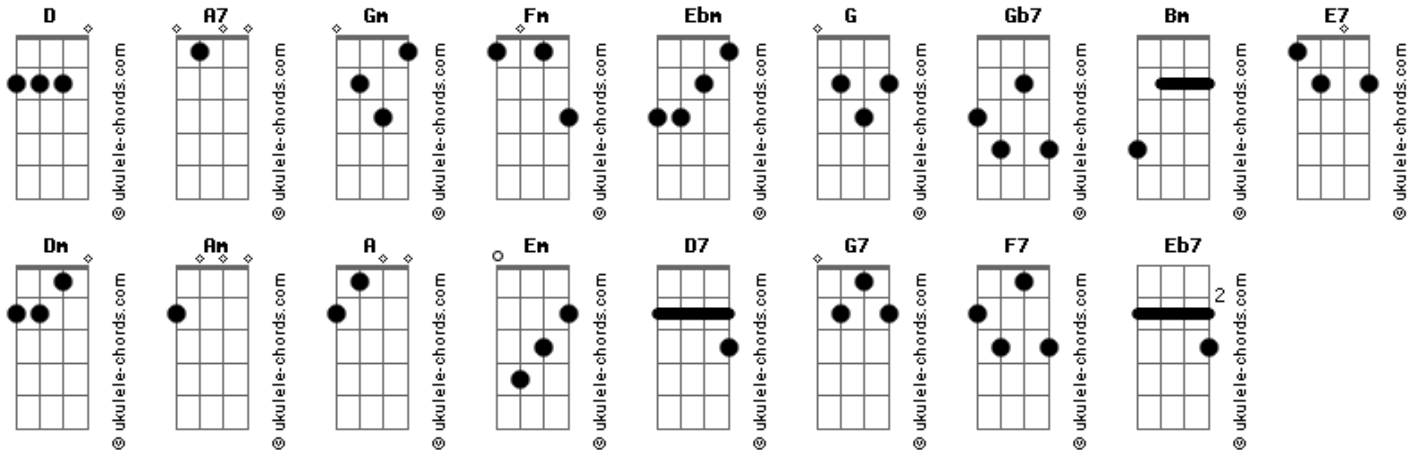 D A7 Gm Fm Ebm G Gb7 Bm E7
© ukulele-chords.com © ukulele-chords.com © ukulele-chords.com © ukulele-chords.com © ukulele-chords.com © ukulele-chords.com © ukulele-chords.com © ukulele-chords.com © ukulele-chords.com
Dm Am A Em D7 G7 F7 Eb7
2
© ukulele-chords.com © ukulele-chords.com © ukulele-chords.com © ukulele-chords.com © ukulele-chords.com © ukulele-chords.com © ukulele-chords.com © ukulele-chords.com